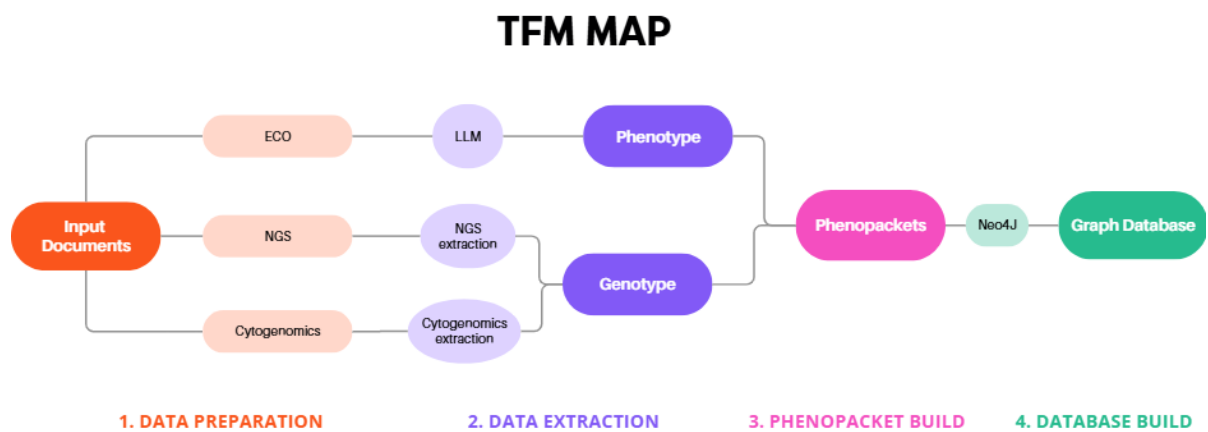 TFM MAP
ECO
LLM
Phenotype
Input
Documents
NGS
NGS
extraction
Phenopackets
Neo4J
Graph Database
Genotype
Cytogenomics
Cytogenomics
extraction
1. DATA PREPARATION
2. DATA EXTRACTION
3. PHENOPACKET BUILD
4. DATABASE BUILD